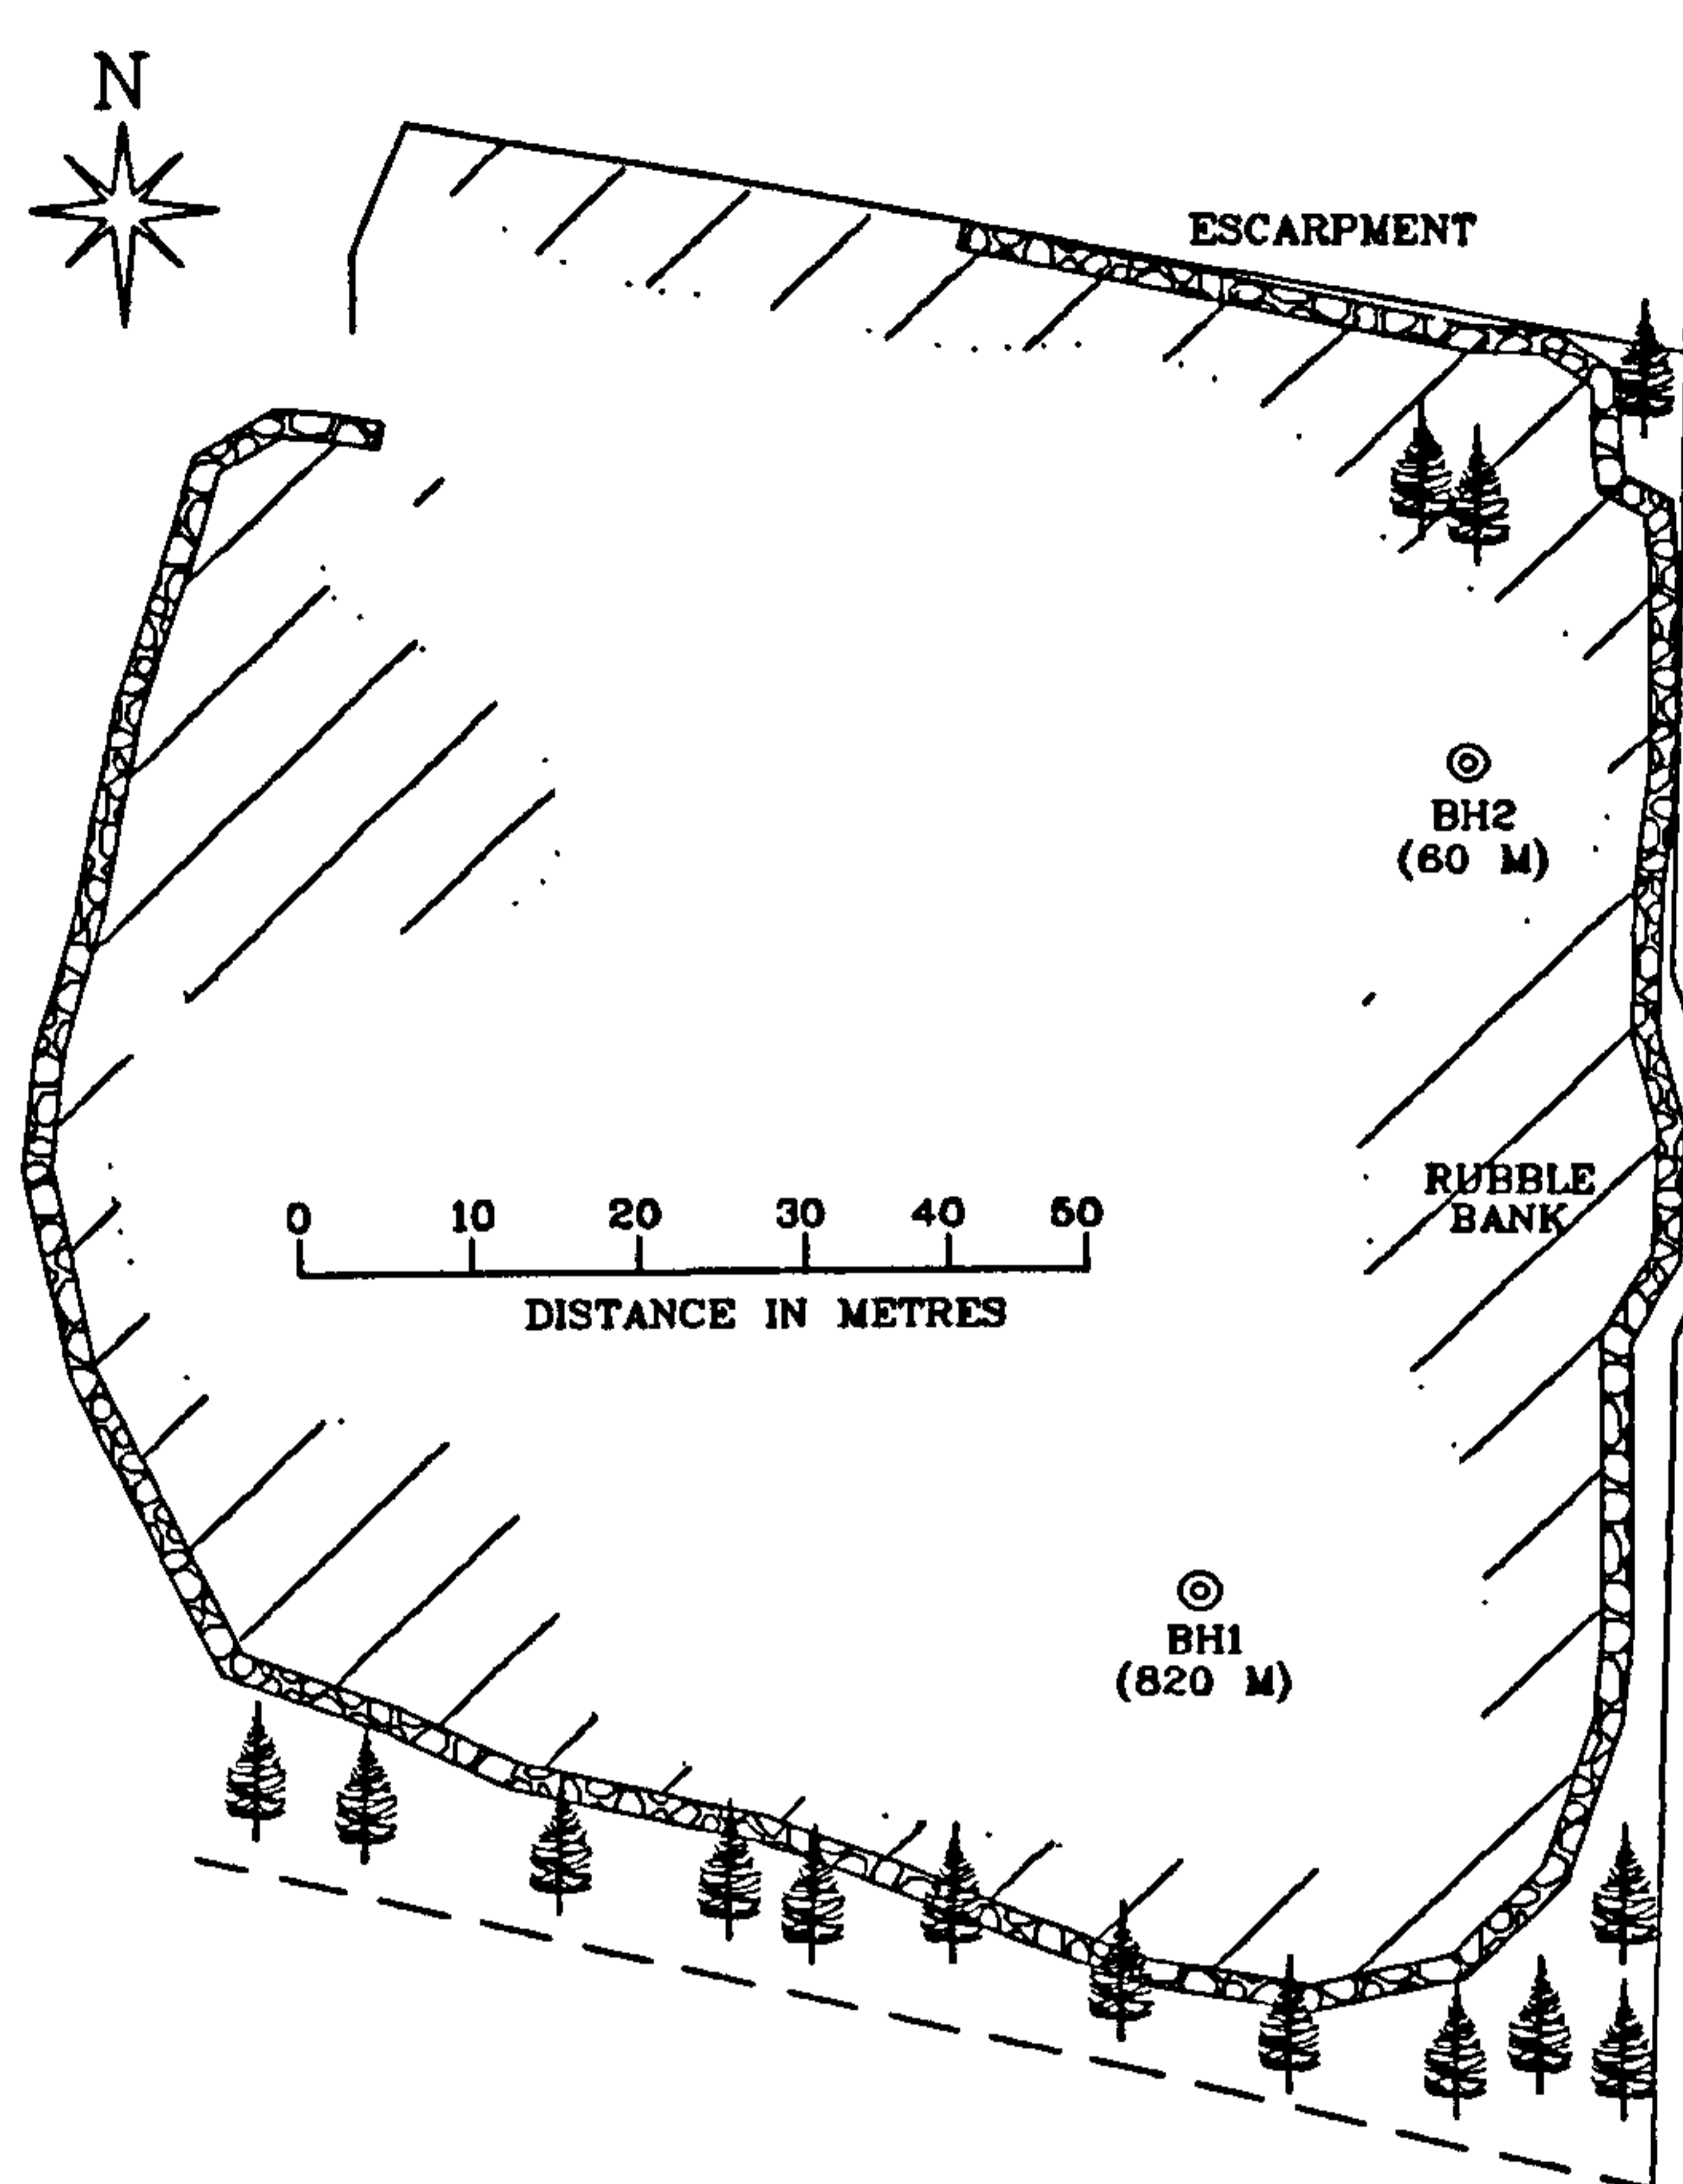 N
ESCARPMENT
BH2
(60 M)
RUBBLE
BANK
0 10 20 30 40 50
DISTANCE IN METRES
BH1
(820 M)